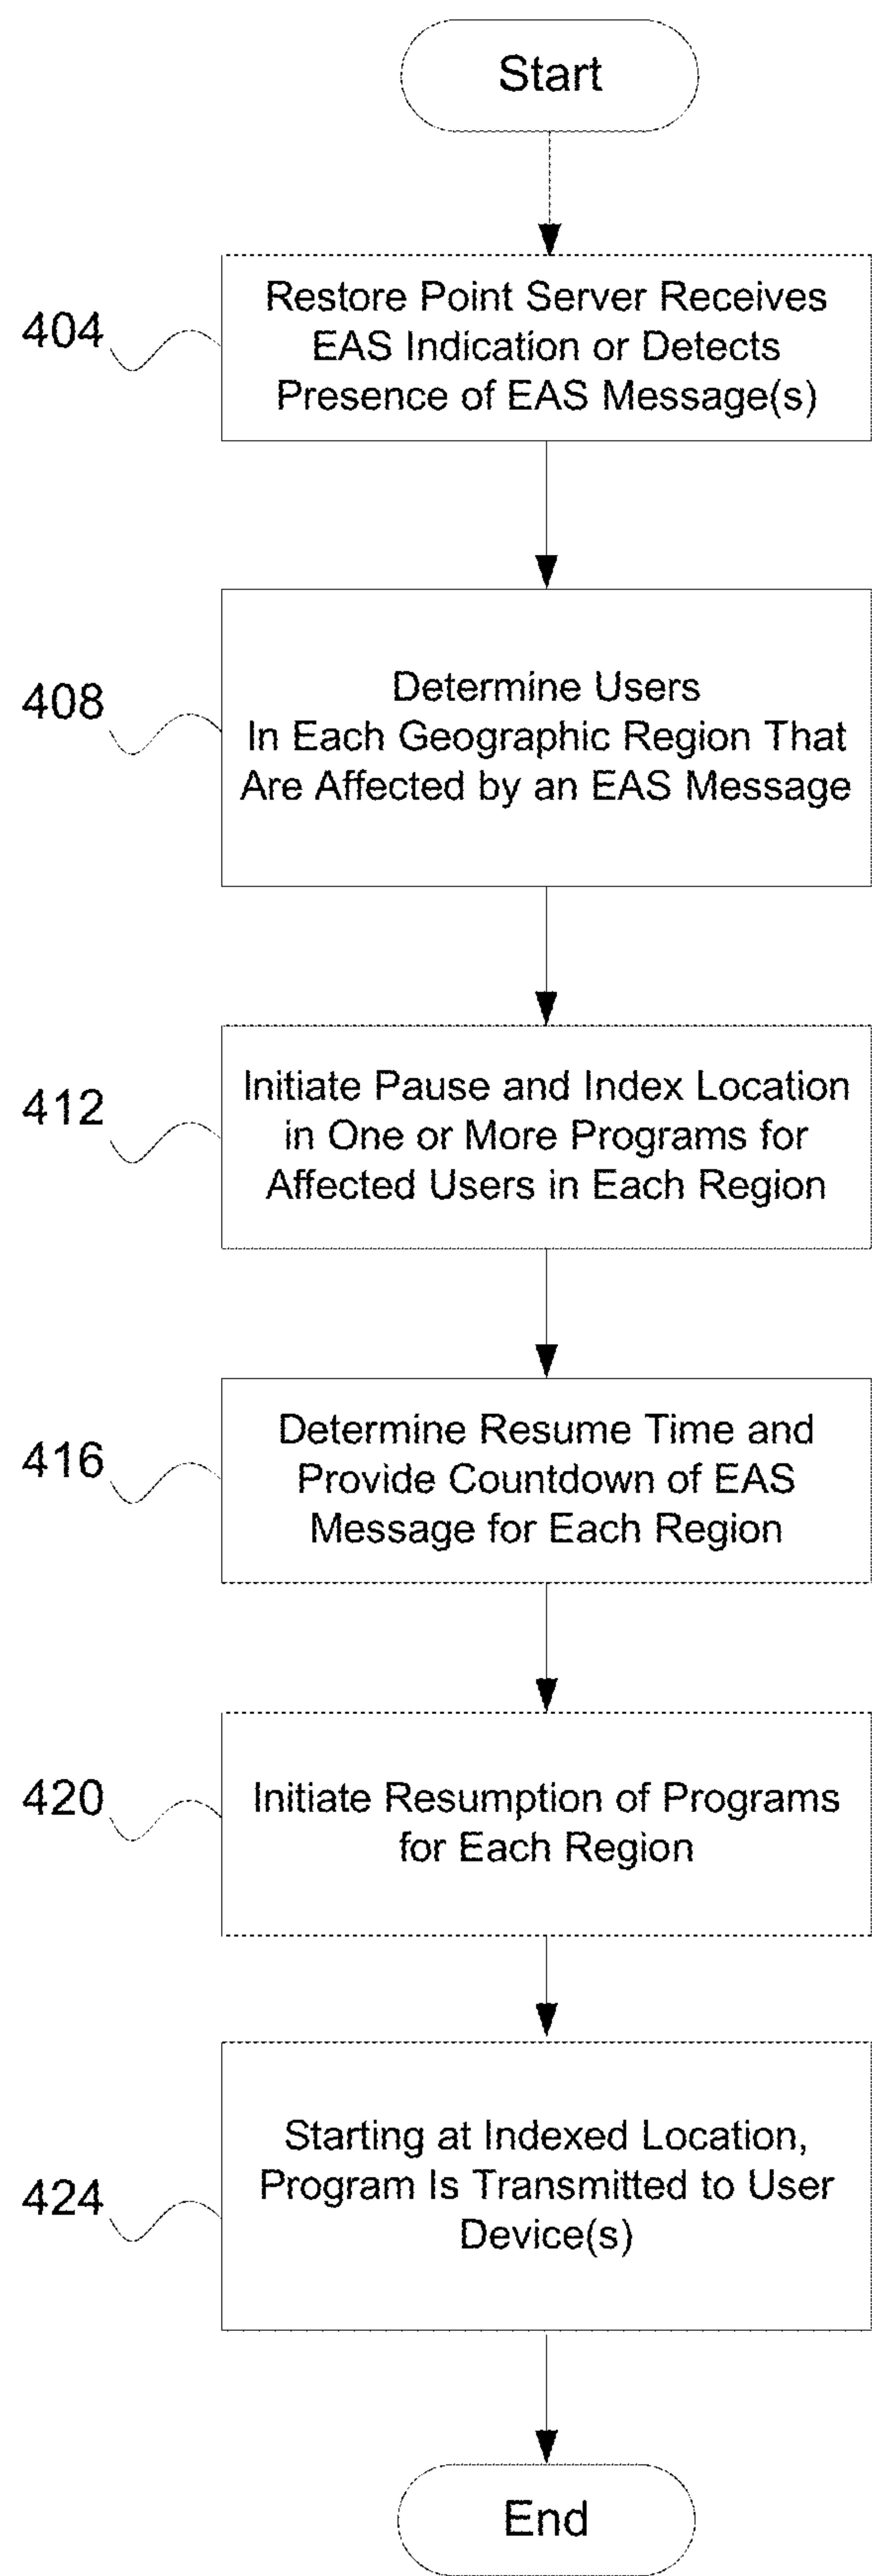 Start
404
Restore Point Server Receives
EAS Indication or Detects
Presence of EAS Message(s)
408
Determine Users
In Each Geographic Region That
Are Affected by an EAS Message
412
Initiate Pause and Index Location
in One or More Programs for
Affected Users in Each Region
416
Determine Resume Time and
Provide Countdown of EAS
Message for Each Region
420
Initiate Resumption of Programs
for Each Region
424
Starting at Indexed Location,
Program Is Transmitted to User
Device(s)
End